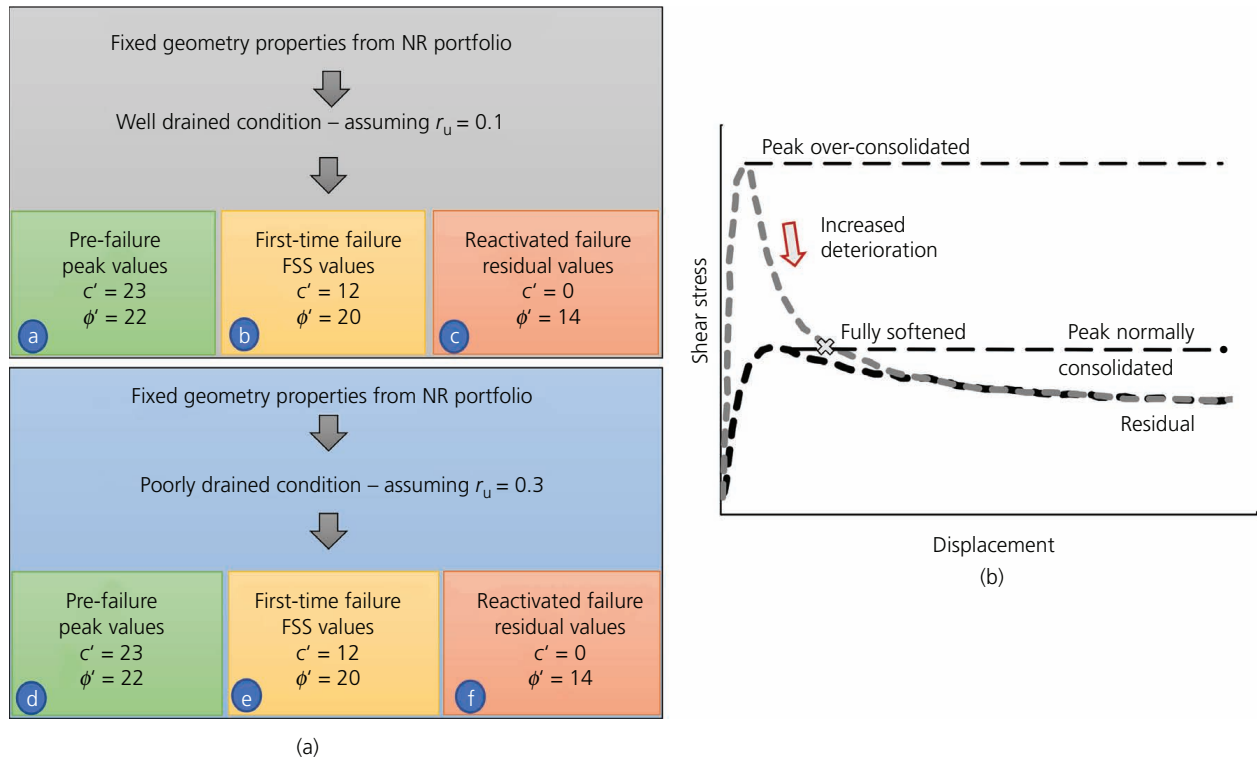 Fixed geometry properties from NR portfolio
Well drained condition – assuming r_u = 0.1
Pre-failure
peak values
c′ = 23
ϕ′ = 22
a
First-time failure
FSS values
c′ = 12
ϕ′ = 20
b
Reactivated failure
residual values
c′ = 0
ϕ′ = 14
c
Fixed geometry properties from NR portfolio
Poorly drained condition – assuming r_u = 0.3
Pre-failure
peak values
c′ = 23
ϕ′ = 22
d
First-time failure
FSS values
c′ = 12
ϕ′ = 20
e
Reactivated failure
residual values
c′ = 0
ϕ′ = 14
f
(a)
Shear stress
Peak over-consolidated
Increased
deterioration
Fully softened
Peak normally
consolidated
Residual
Displacement
(b)